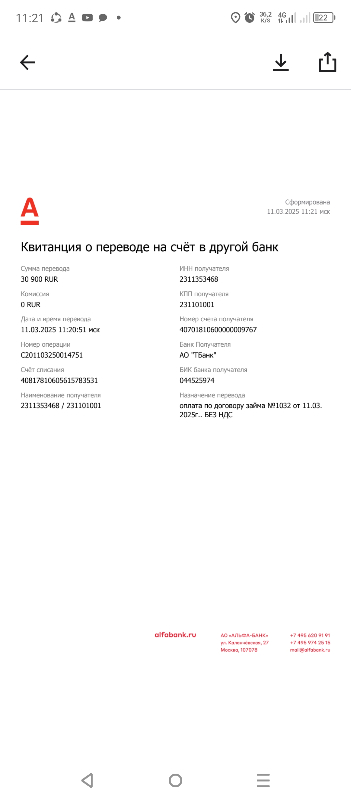 11:21
36,2 4G
K/S
22
А
Сформирована
11.03.2025 11:21 мск
Квитанция о переводе на счёт в другой банк
Сумма перевода
30 900 RUR
Комиссия
0 RUR
Дата и время перевода
11.03.2025 11:20:51 мск
Номер операции
C201103250014751
Счёт списания
40817810605615783531
Наименование получателя
2311353468 / 231101001
ИНН получателя
2311353468
КПП получателя
231101001
Номер счета получателя
40701810600000009767
Банк Получателя
АО "ТБанк"
БИК банка получателя
044525974
Назначение перевода
оплата по договору займа №1032 от 11.03.
2025г.. БЕЗ НДС
alfabank.ru
АО «АЛЬФА-БАНК»
ул. Каланчёвская, 27
Москва, 107078
+7 495 620 91 91
+7 495 974 25 15
mail@alfabank.ru